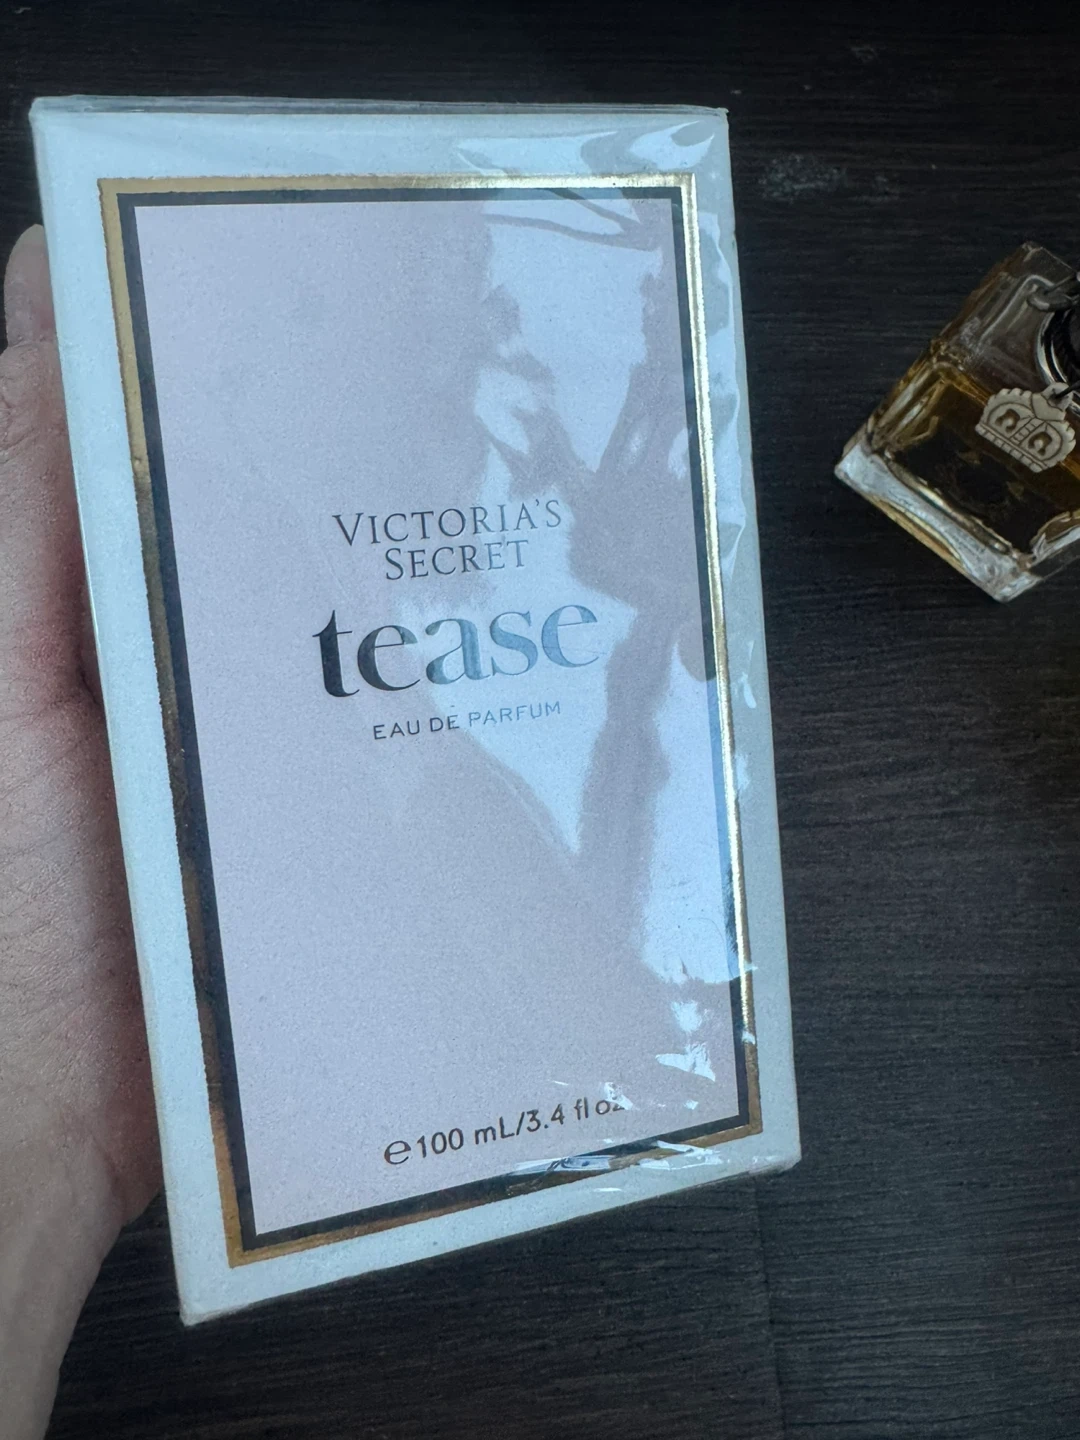 VICTORIA'S
SECRET
tease
EAU DE PARFUM
℮100 mL/3.4 fl oz